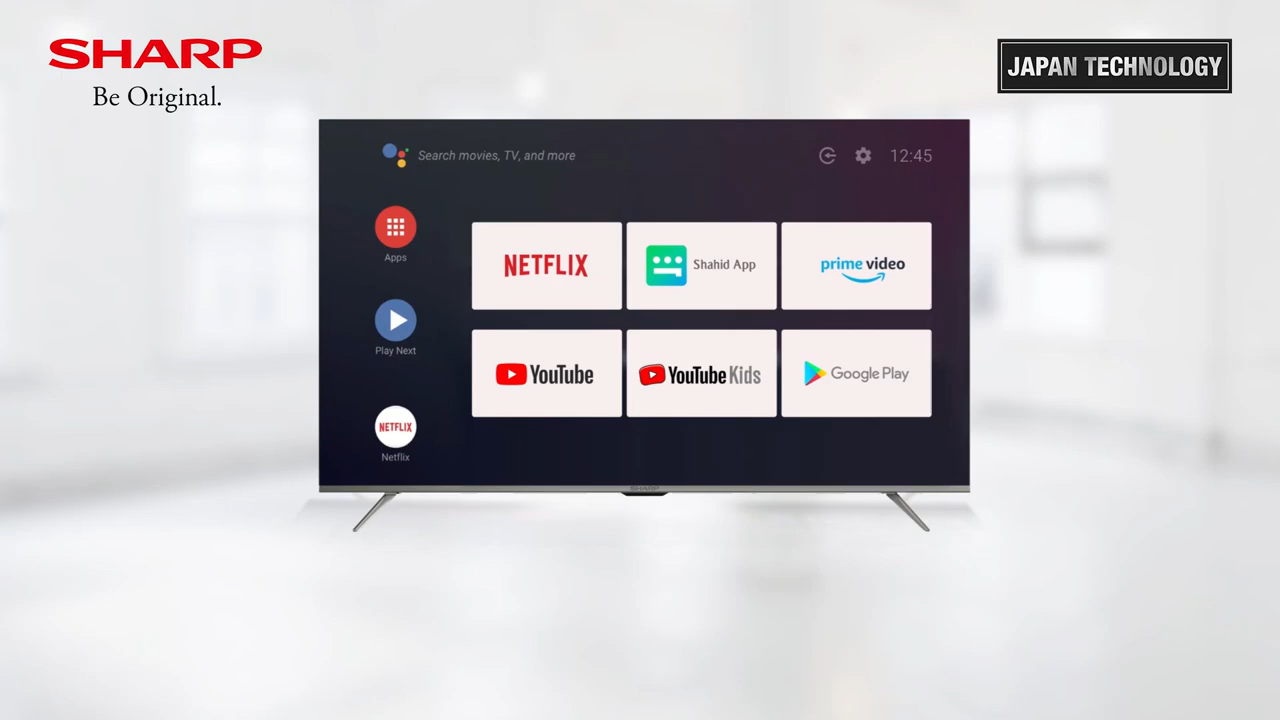 SHARP
Be Original.
JAPAN TECHNOLOGY
Search movies, TV, and more
12:45
Apps
Play Next
NETFLIX
Netflix
NETFLIX
Shahid App
prime video
YouTube
YouTube Kids
Google Play
SHARP